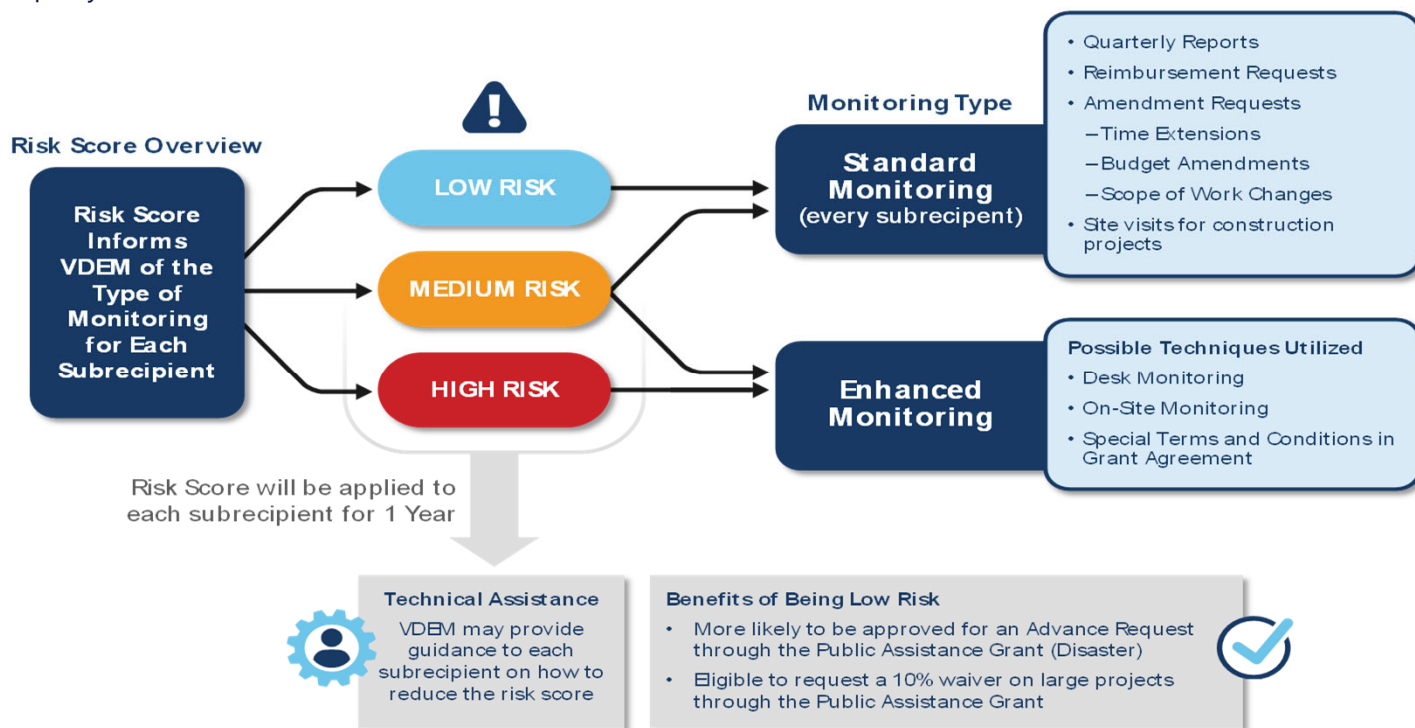 Risk Score Overview
Risk Score
Informs
VDEM of the
Type of
Monitoring
for Each
Subrecipient
LOW RISK
MEDIUM RISK
HIGH RISK
Risk Score will be applied to
each subrecipient for 1 Year
Monitoring Type
Standard
Monitoring
(every subrecipent)
• Quarterly Reports
• Reimbursement Requests
• Amendment Requests
–Time Extensions
–Budget Amendments
–Scope of Work Changes
• Site visits for construction
projects
Enhanced
Monitoring
Possible Techniques Utilized
• Desk Monitoring
• On-Site Monitoring
• Special Terms and Conditions in
Grant Agreement
Technical Assistance
VDEM may provide
guidance to each
subrecipient on how to
reduce the risk score
Benefits of Being Low Risk
• More likely to be approved for an Advance Request
through the Public Assistance Grant (Disaster)
• Eligible to request a 10% waiver on large projects
through the Public Assistance Grant